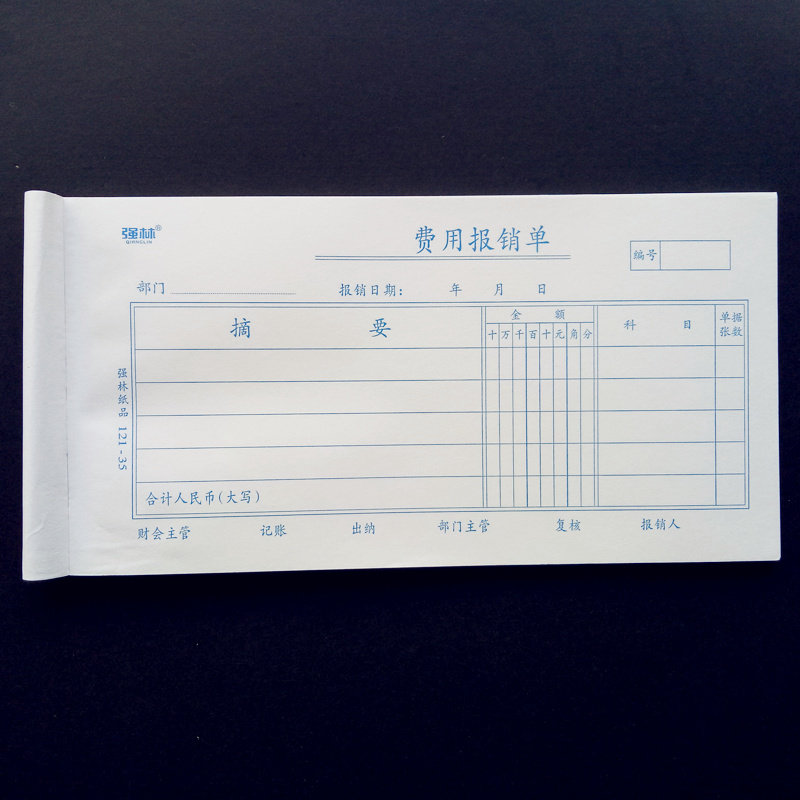 强林®
QIANGLIN
费用报销单
编号
部门
报销日期： 年 月 日
摘 要
金 额
十 万 千 百 十 元 角 分
科 目
单据
张数
合计人民币(大写)
强林纸品 121-35
财会主管 记账 出纳 部门主管 复核 报销人